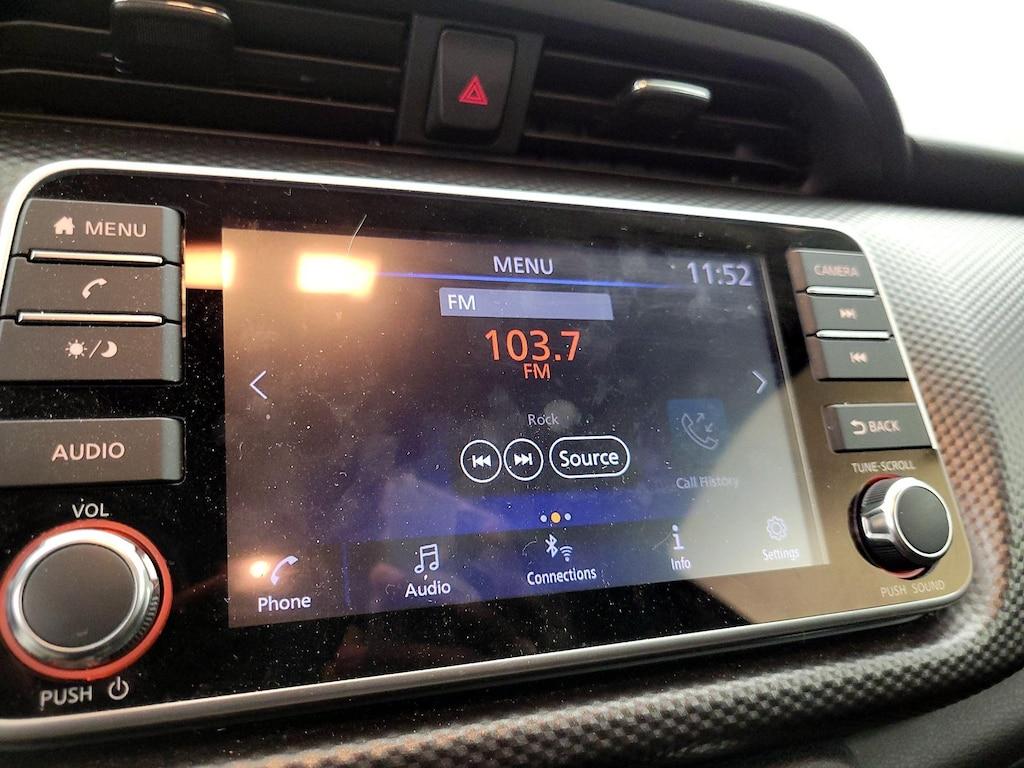 MENU
AUDIO
VOL
PUSH
MENU
11:52
FM
103.7
FM
Rock
Source
Call History
Phone
Audio
Connections
Info
Settings
CAMERA
BACK
TUNE·SCROLL
PUSH SOUND